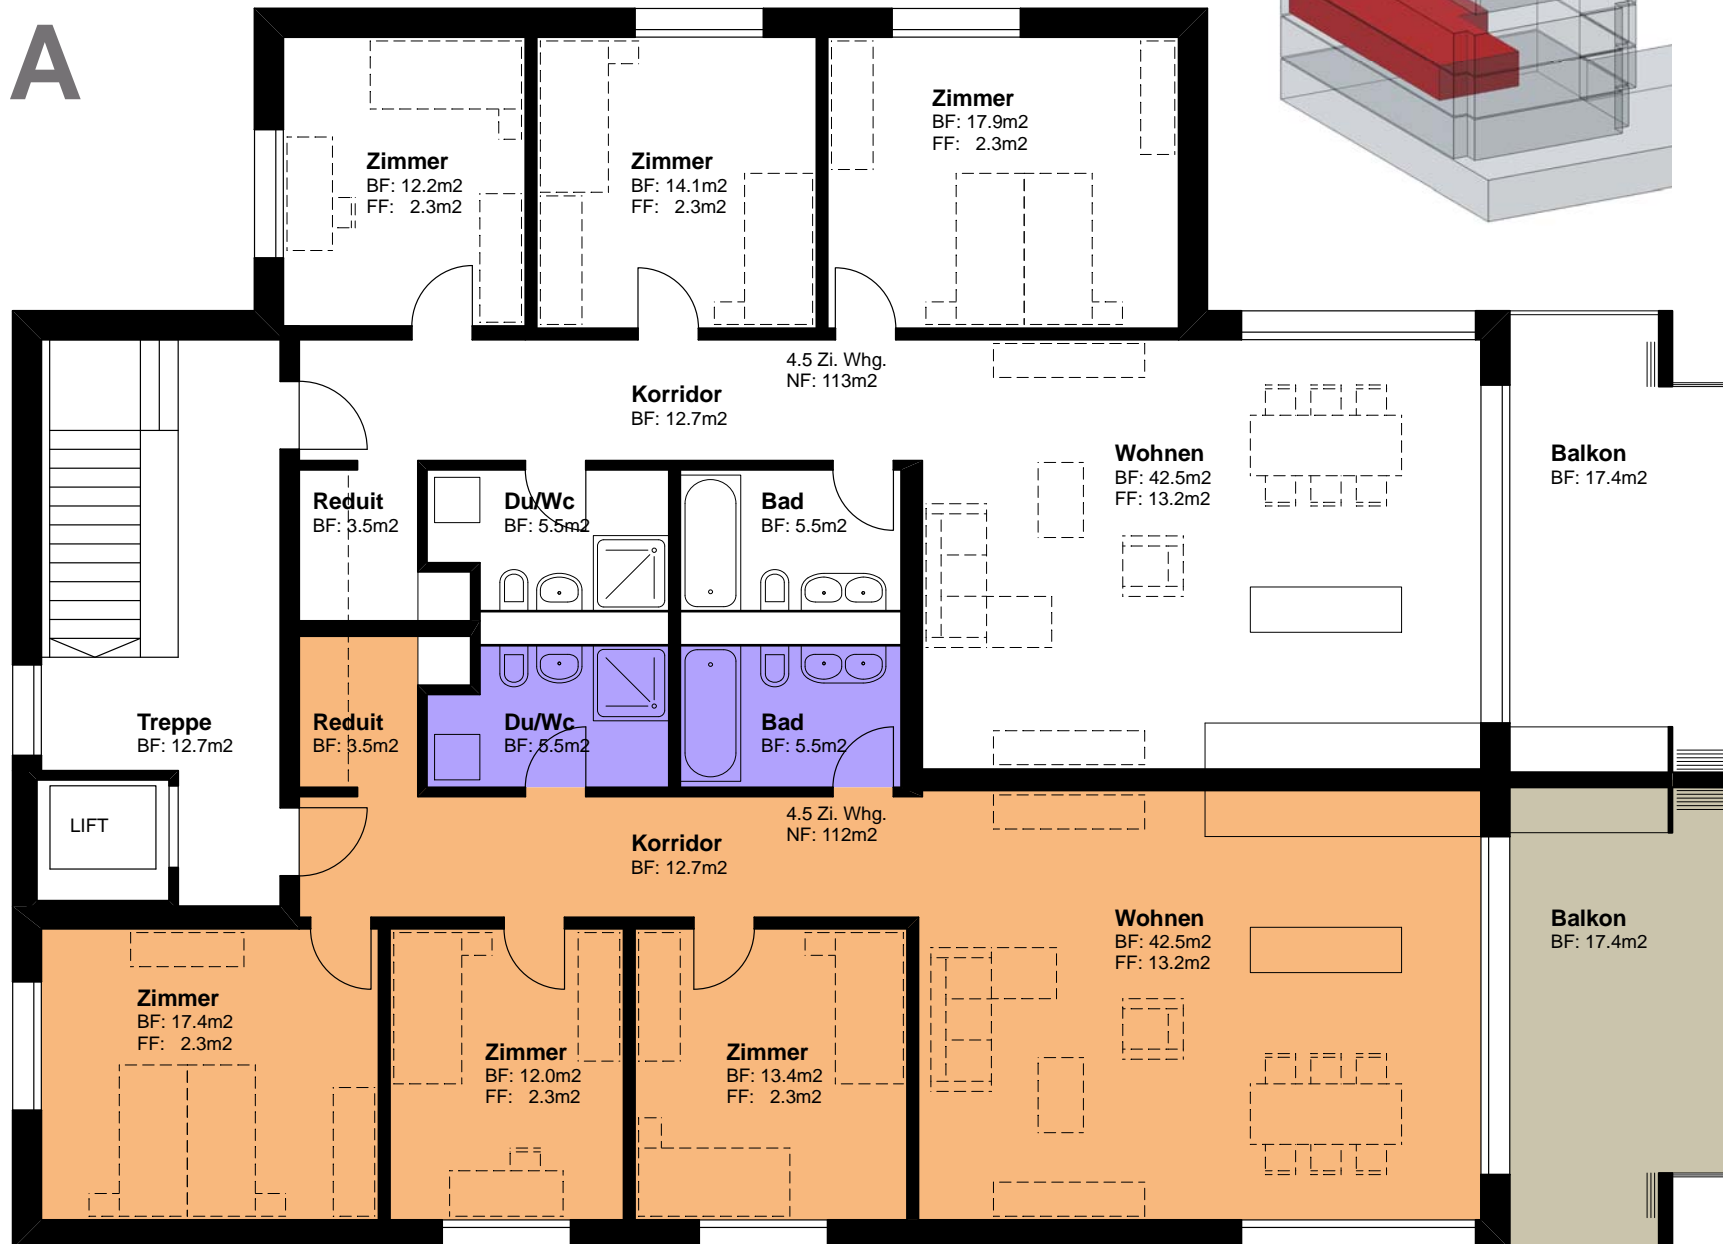 A
Zimmer
BF: 12.2m2
FF: 2.3m2
Zimmer
BF: 14.1m2
FF: 2.3m2
Zimmer
BF: 17.9m2
FF: 2.3m2
4.5 Zi. Whg.
NF: 113m2
Korridor
BF: 12.7m2
Wohnen
BF: 42.5m2
FF: 13.2m2
Balkon
BF: 17.4m2
Reduit
BF: 3.5m2
Du/Wc
BF: 5.5m2
Bad
BF: 5.5m2
Treppe
BF: 12.7m2
Reduit
BF: 3.5m2
Du/Wc
BF: 5.5m2
Bad
BF: 5.5m2
LIFT
4.5 Zi. Whg.
NF: 112m2
Korridor
BF: 12.7m2
Wohnen
BF: 42.5m2
FF: 13.2m2
Balkon
BF: 17.4m2
Zimmer
BF: 17.4m2
FF: 2.3m2
Zimmer
BF: 12.0m2
FF: 2.3m2
Zimmer
BF: 13.4m2
FF: 2.3m2